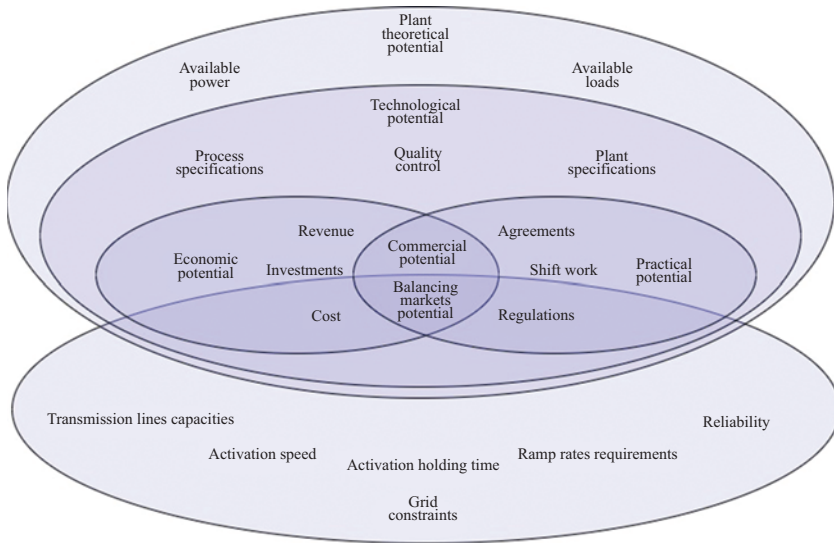 Plant
theoretical
potential
Available
power
Available
loads
Technological
potential
Process
specifications
Quality
control
Plant
specifications
Revenue
Agreements
Commercial
potential
Economic
potential
Investments
Shift work
Practical
potential
Balancing
markets
potential
Cost
Regulations
Transmission lines capacities
Reliability
Activation speed
Activation holding time
Ramp rates requirements
Grid
constraints